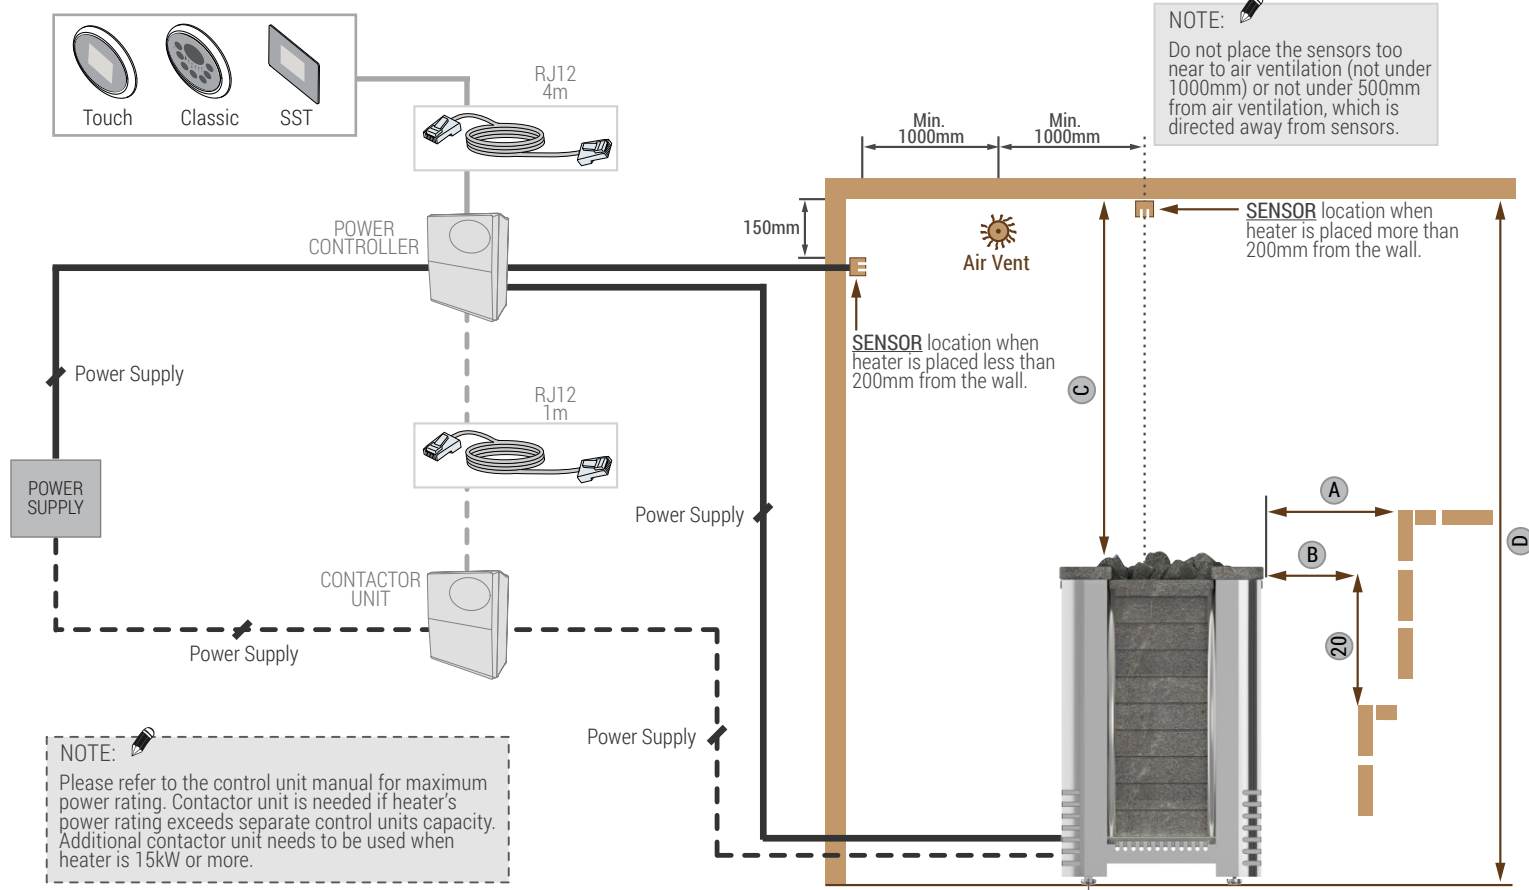 Touch
Classic
SST
RJ12
4m
NOTE:
Do not place the sensors too
near to air ventilation (not under
1000mm) or not under 500mm
from air ventilation, which is
directed away from sensors.
Min.
1000mm
Min.
1000mm
POWER
CONTROLLER
150mm
Air Vent
SENSOR location when
heater is placed more than
200mm from the wall.
SENSOR location when
heater is placed less than
200mm from the wall.
Power Supply
C
RJ12
1m
POWER
SUPPLY
Power Supply
A
B
D
20
CONTACTOR
UNIT
Power Supply
Power Supply
NOTE:
Please refer to the control unit manual for maximum
power rating. Contactor unit is needed if heater's
power rating exceeds separate control units capacity.
Additional contactor unit needs to be used when
heater is 15kW or more.